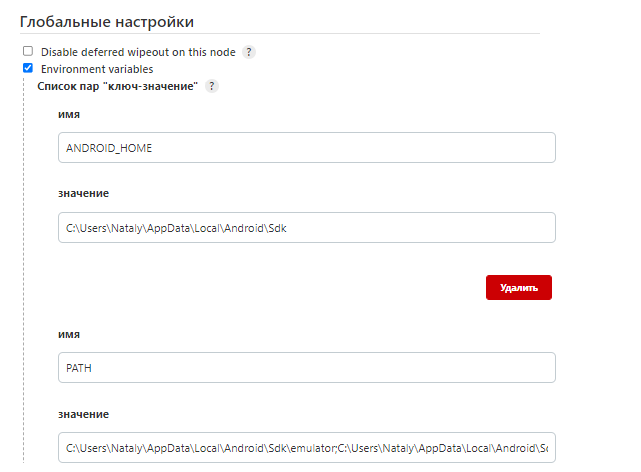 Глобальные настройки
Disable deferred wipeout on this node ?
Environment variables
Список пар "ключ-значение" ?
имя
ANDROID_HOME
значение
C:\Users\Nataly\AppData\Local\Android\Sdk
Удалить
имя
PATH
значение
C:\Users\Nataly\AppData\Local\Android\Sdk\emulator;C:\Users\Nataly\AppData\Local\Android\Sd